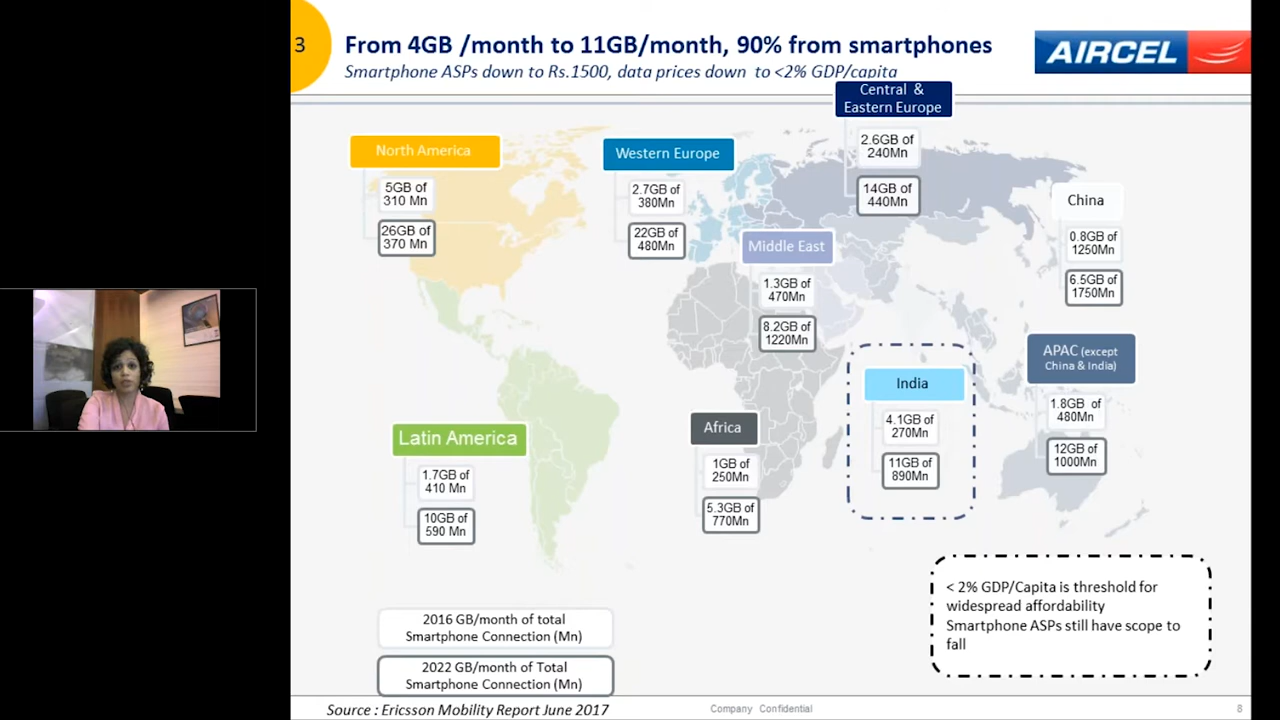 3
From 4GB /month to 11GB/month, 90% from smartphones
Smartphone ASPs down to Rs.1500, data prices down to <2% GDP/capita
AIRCEL
Central &
Eastern Europe
2.6GB of
240Mn
14GB of
440Mn
North America
5GB of
310 Mn
26GB of
370 Mn
Western Europe
2.7GB of
380Mn
22GB of
480Mn
Middle East
1.3GB of
470Mn
8.2GB of
1220Mn
China
0.8GB of
1250Mn
6.5GB of
1750Mn
APAC (except
China & India)
1.8GB of
480Mn
12GB of
1000Mn
India
4.1GB of
270Mn
11GB of
890Mn
Latin America
1.7GB of
410 Mn
10GB of
590 Mn
Africa
1GB of
250Mn
5.3GB of
770Mn
< 2% GDP/Capita is threshold for
widespread affordability
Smartphone ASPs still have scope to
fall
2016 GB/month of total
Smartphone Connection (Mn)
2022 GB/month of Total
Smartphone Connection (Mn)
Source : Ericsson Mobility Report June 2017
Company Confidential
8